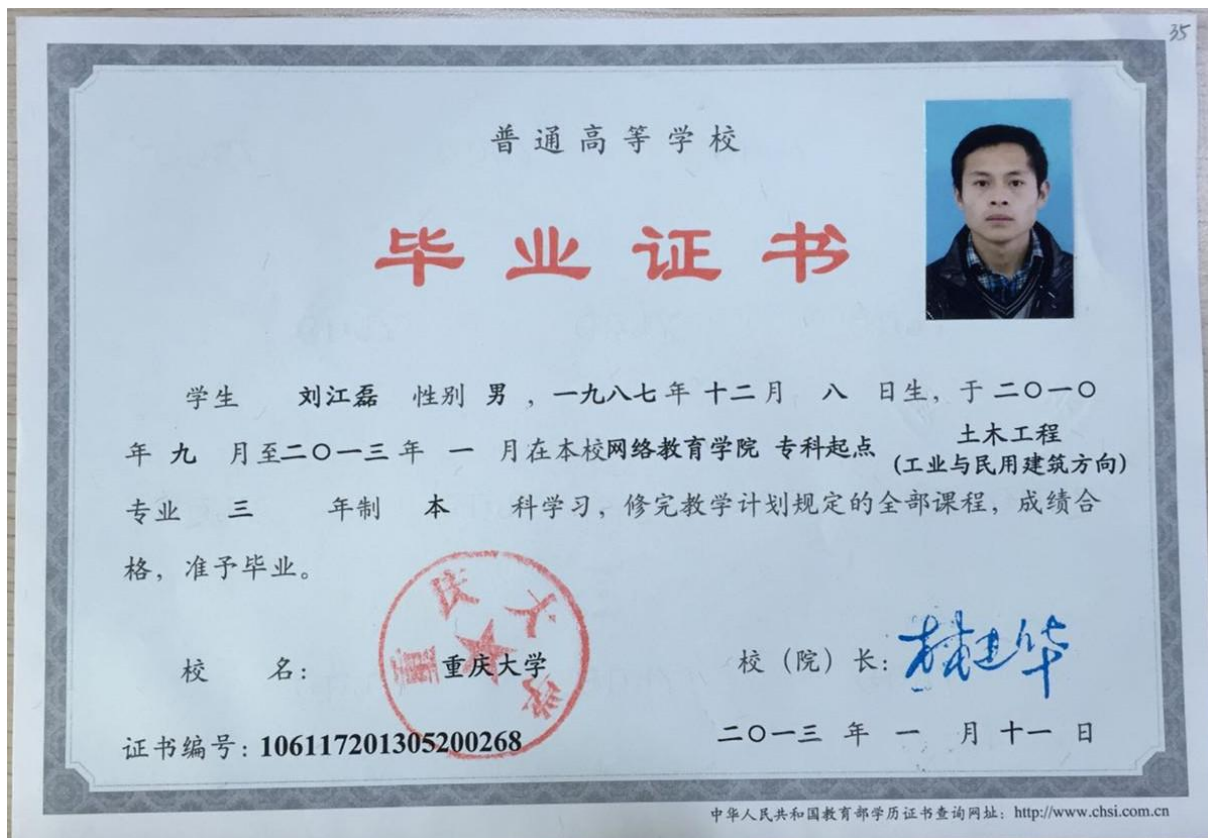 35
普通高等学校
毕业证书
学生 刘江磊 性别 男 ，一九八七年 十二月 八 日生，于二〇一〇
年 九 月至二〇一三年 一 月在本校网络教育学院 专科起点 土木工程
(工业与民用建筑方向)
专业 三 年制 本 科学习，修完教学计划规定的全部课程，成绩合
格，准予毕业。
重庆大学
校 名： 重庆大学 校（院）长：林建华
证书编号：106117201305200268 二〇一三 年 一 月 十一 日
中华人民共和国教育部学历证书查询网址：http://www.chsi.com.cn